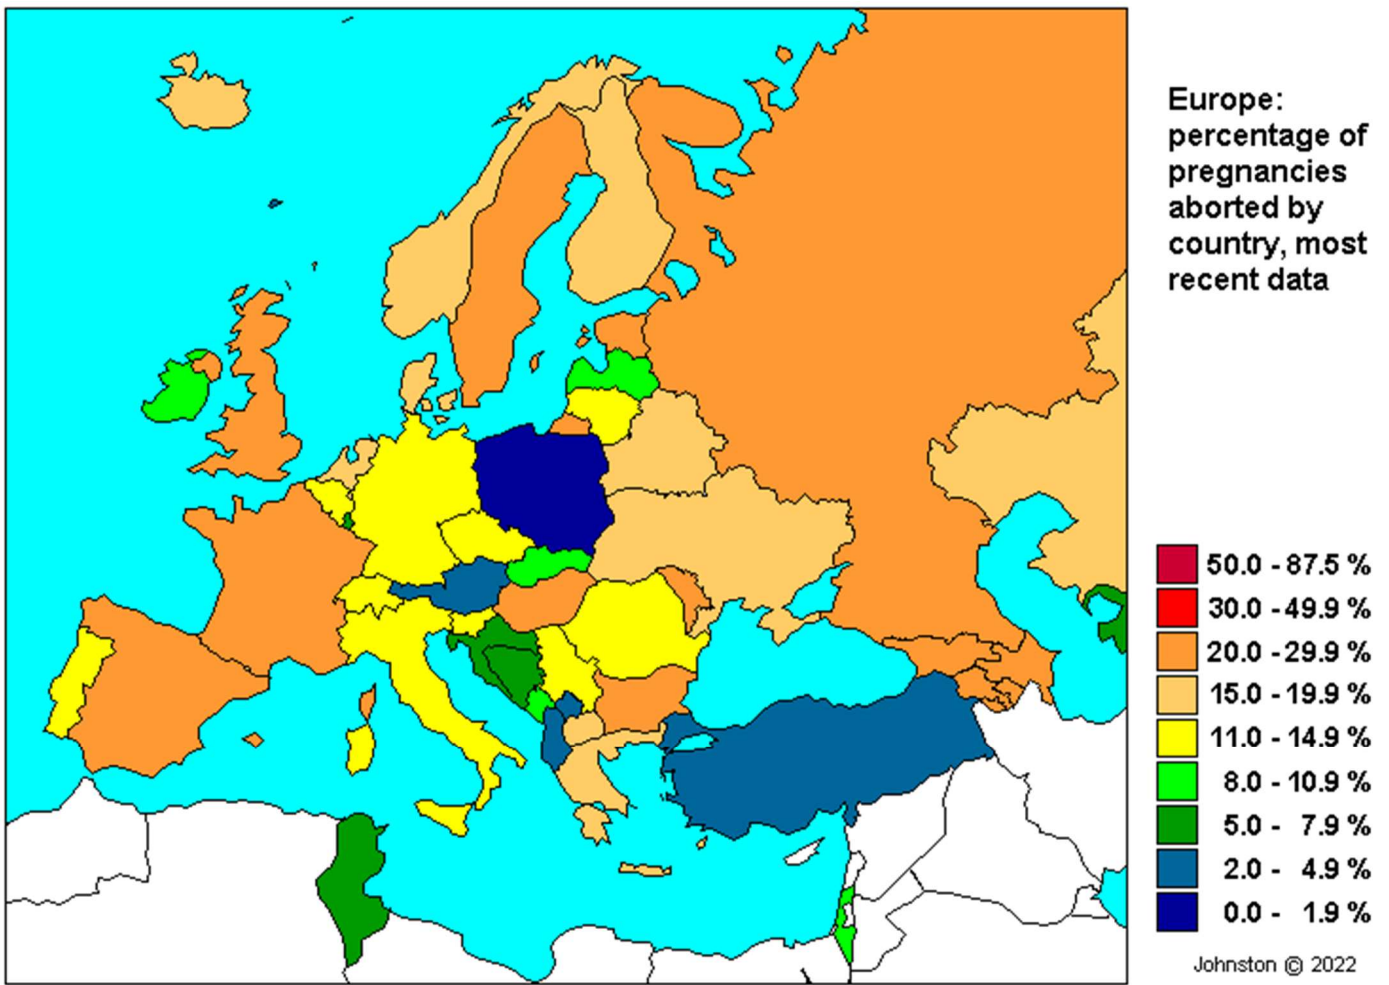 Europe:
percentage of
pregnancies
aborted by
country, most
recent data
50.0 - 87.5 %
30.0 - 49.9 %
20.0 - 29.9 %
15.0 - 19.9 %
11.0 - 14.9 %
8.0 - 10.9 %
5.0 - 7.9 %
2.0 - 4.9 %
0.0 - 1.9 %
Johnston © 2022